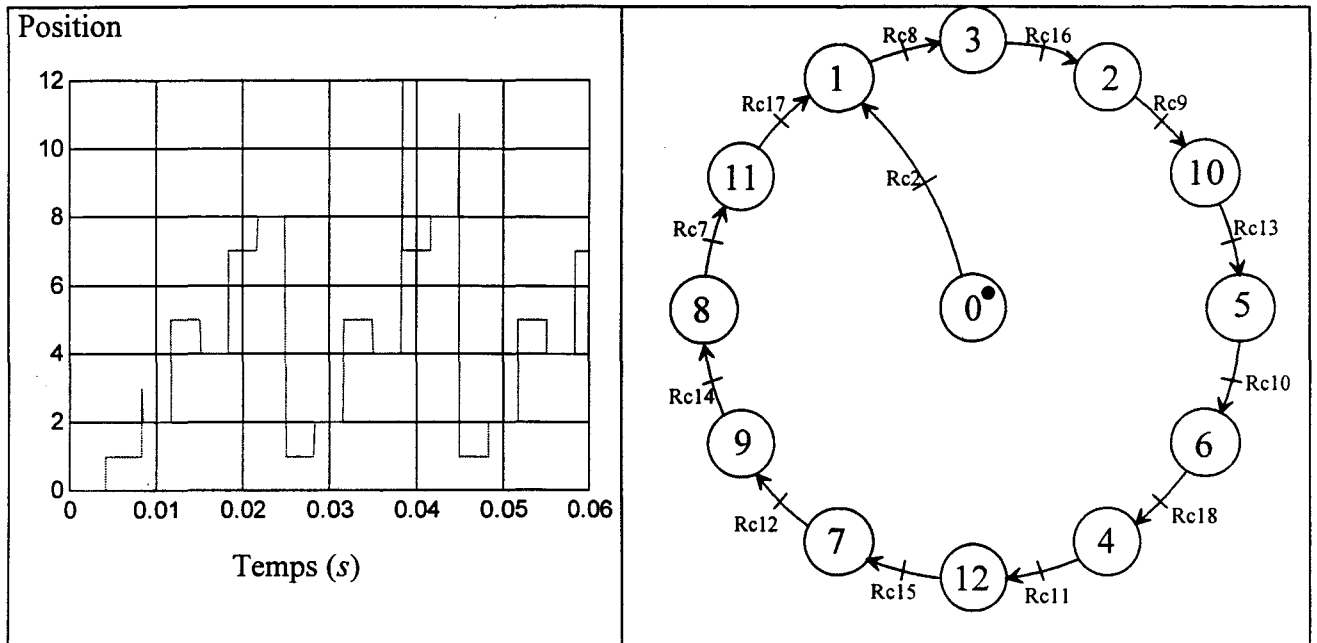 Position
12
10
8
6
4
2
0
0 0.01 0.02 0.03 0.04 0.05 0.06
Temps (s)
Rc8 3 Rc16
1 2
Rc17 Rc9
11 10
Rc2
Rc7 Rc13
8 0 5
Rc14 Rc10
9 6
Rc12 Rc18
7 4
Rc15 12 Rc11